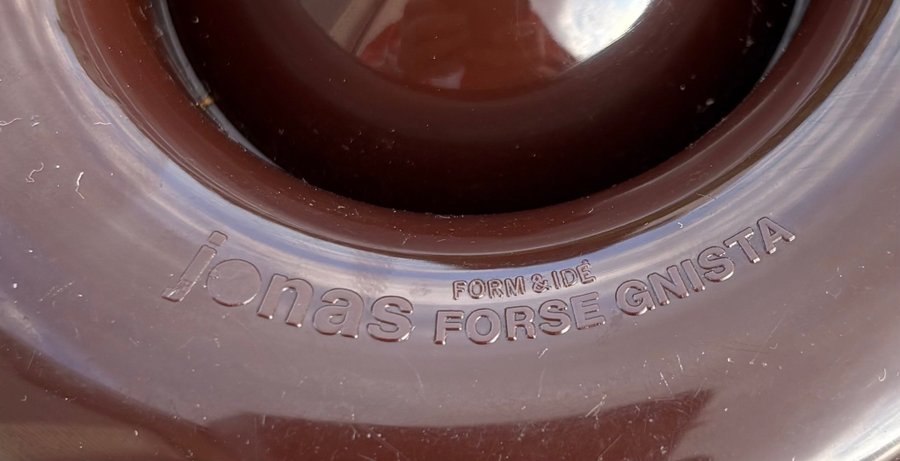 jonas
FORM & IDÉ
FORSE GNISTA